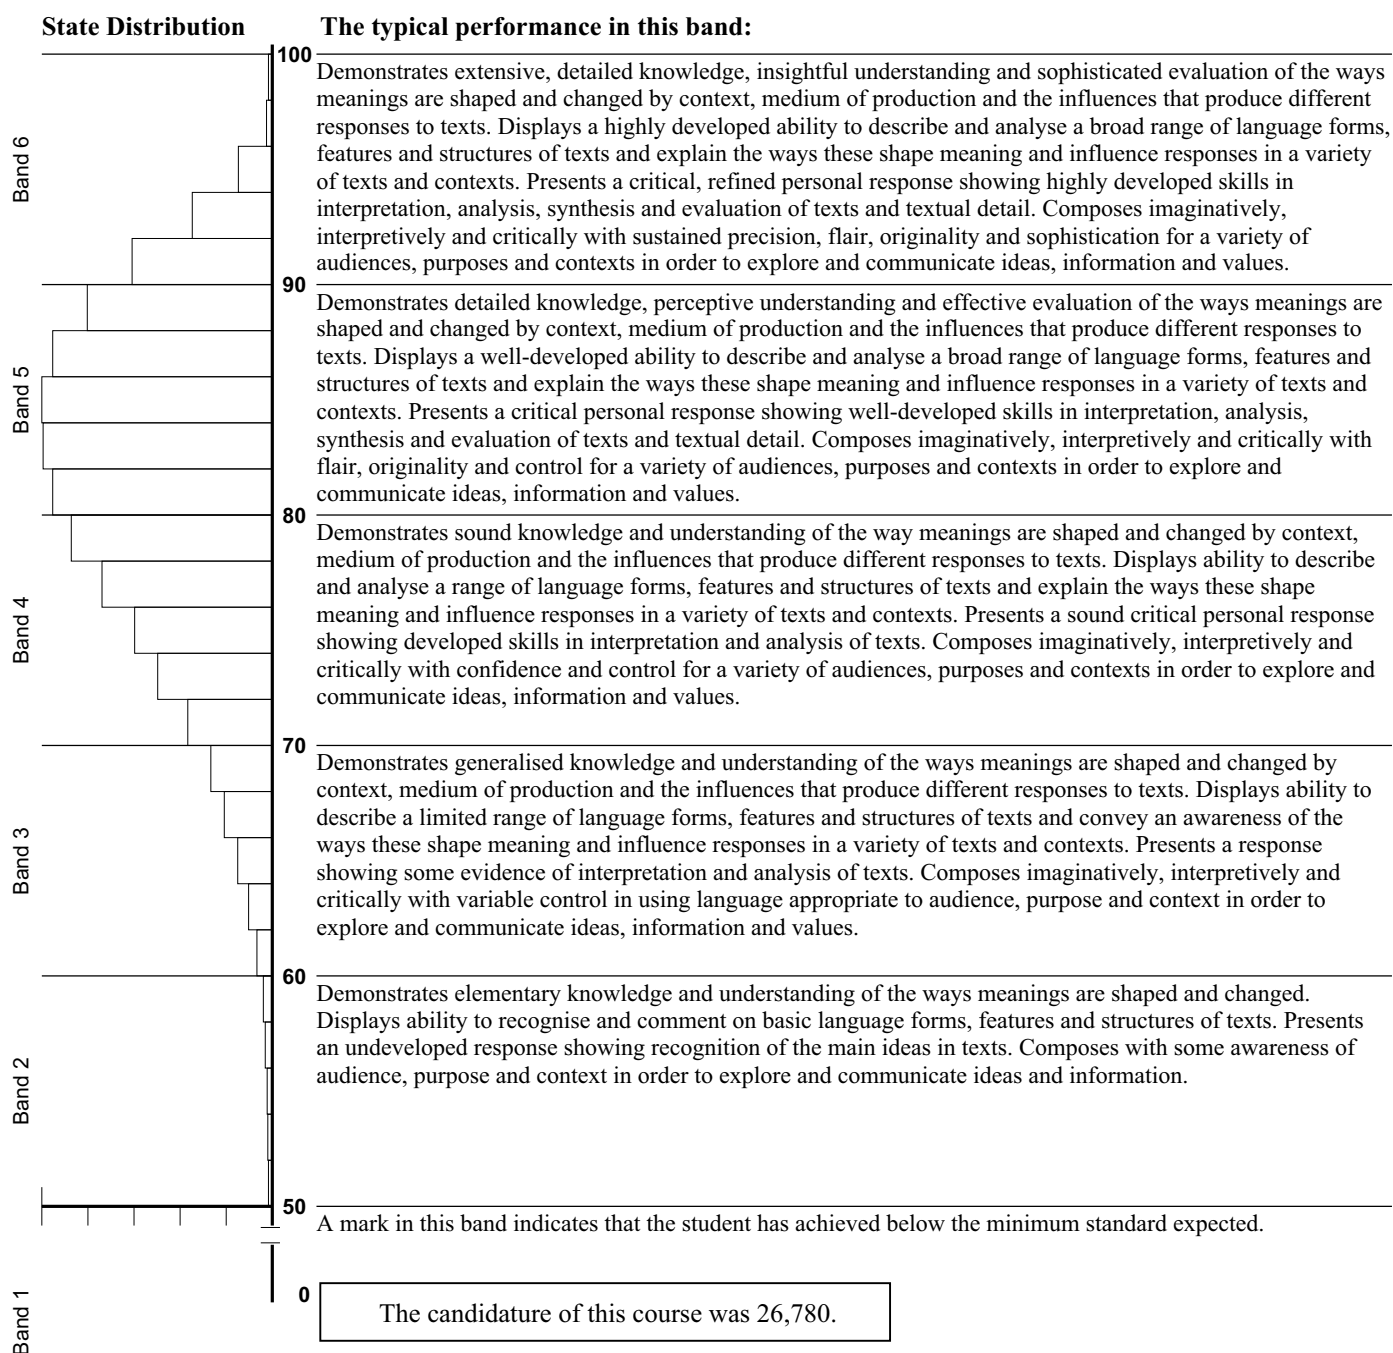 State Distribution
The typical performance in this band:
Band 6
100
Demonstrates extensive, detailed knowledge, insightful understanding and sophisticated evaluation of the ways
meanings are shaped and changed by context, medium of production and the influences that produce different
responses to texts. Displays a highly developed ability to describe and analyse a broad range of language forms,
features and structures of texts and explain the ways these shape meaning and influence responses in a variety
of texts and contexts. Presents a critical, refined personal response showing highly developed skills in
interpretation, analysis, synthesis and evaluation of texts and textual detail. Composes imaginatively,
interpretively and critically with sustained precision, flair, originality and sophistication for a variety of
audiences, purposes and contexts in order to explore and communicate ideas, information and values.
90
Band 5
Demonstrates detailed knowledge, perceptive understanding and effective evaluation of the ways meanings are
shaped and changed by context, medium of production and the influences that produce different responses to
texts. Displays a well-developed ability to describe and analyse a broad range of language forms, features and
structures of texts and explain the ways these shape meaning and influence responses in a variety of texts and
contexts. Presents a critical personal response showing well-developed skills in interpretation, analysis,
synthesis and evaluation of texts and textual detail. Composes imaginatively, interpretively and critically with
flair, originality and control for a variety of audiences, purposes and contexts in order to explore and
communicate ideas, information and values.
80
Band 4
Demonstrates sound knowledge and understanding of the way meanings are shaped and changed by context,
medium of production and the influences that produce different responses to texts. Displays ability to describe
and analyse a range of language forms, features and structures of texts and explain the ways these shape
meaning and influence responses in a variety of texts and contexts. Presents a sound critical personal response
showing developed skills in interpretation and analysis of texts. Composes imaginatively, interpretively and
critically with confidence and control for a variety of audiences, purposes and contexts in order to explore and
communicate ideas, information and values.
70
Band 3
Demonstrates generalised knowledge and understanding of the ways meanings are shaped and changed by
context, medium of production and the influences that produce different responses to texts. Displays ability to
describe a limited range of language forms, features and structures of texts and convey an awareness of the
ways these shape meaning and influence responses in a variety of texts and contexts. Presents a response
showing some evidence of interpretation and analysis of texts. Composes imaginatively, interpretively and
critically with variable control in using language appropriate to audience, purpose and context in order to
explore and communicate ideas, information and values.
60
Band 2
Demonstrates elementary knowledge and understanding of the ways meanings are shaped and changed.
Displays ability to recognise and comment on basic language forms, features and structures of texts. Presents
an undeveloped response showing recognition of the main ideas in texts. Composes with some awareness of
audience, purpose and context in order to explore and communicate ideas and information.
50
A mark in this band indicates that the student has achieved below the minimum standard expected.
Band 1
0
The candidature of this course was 26,780.